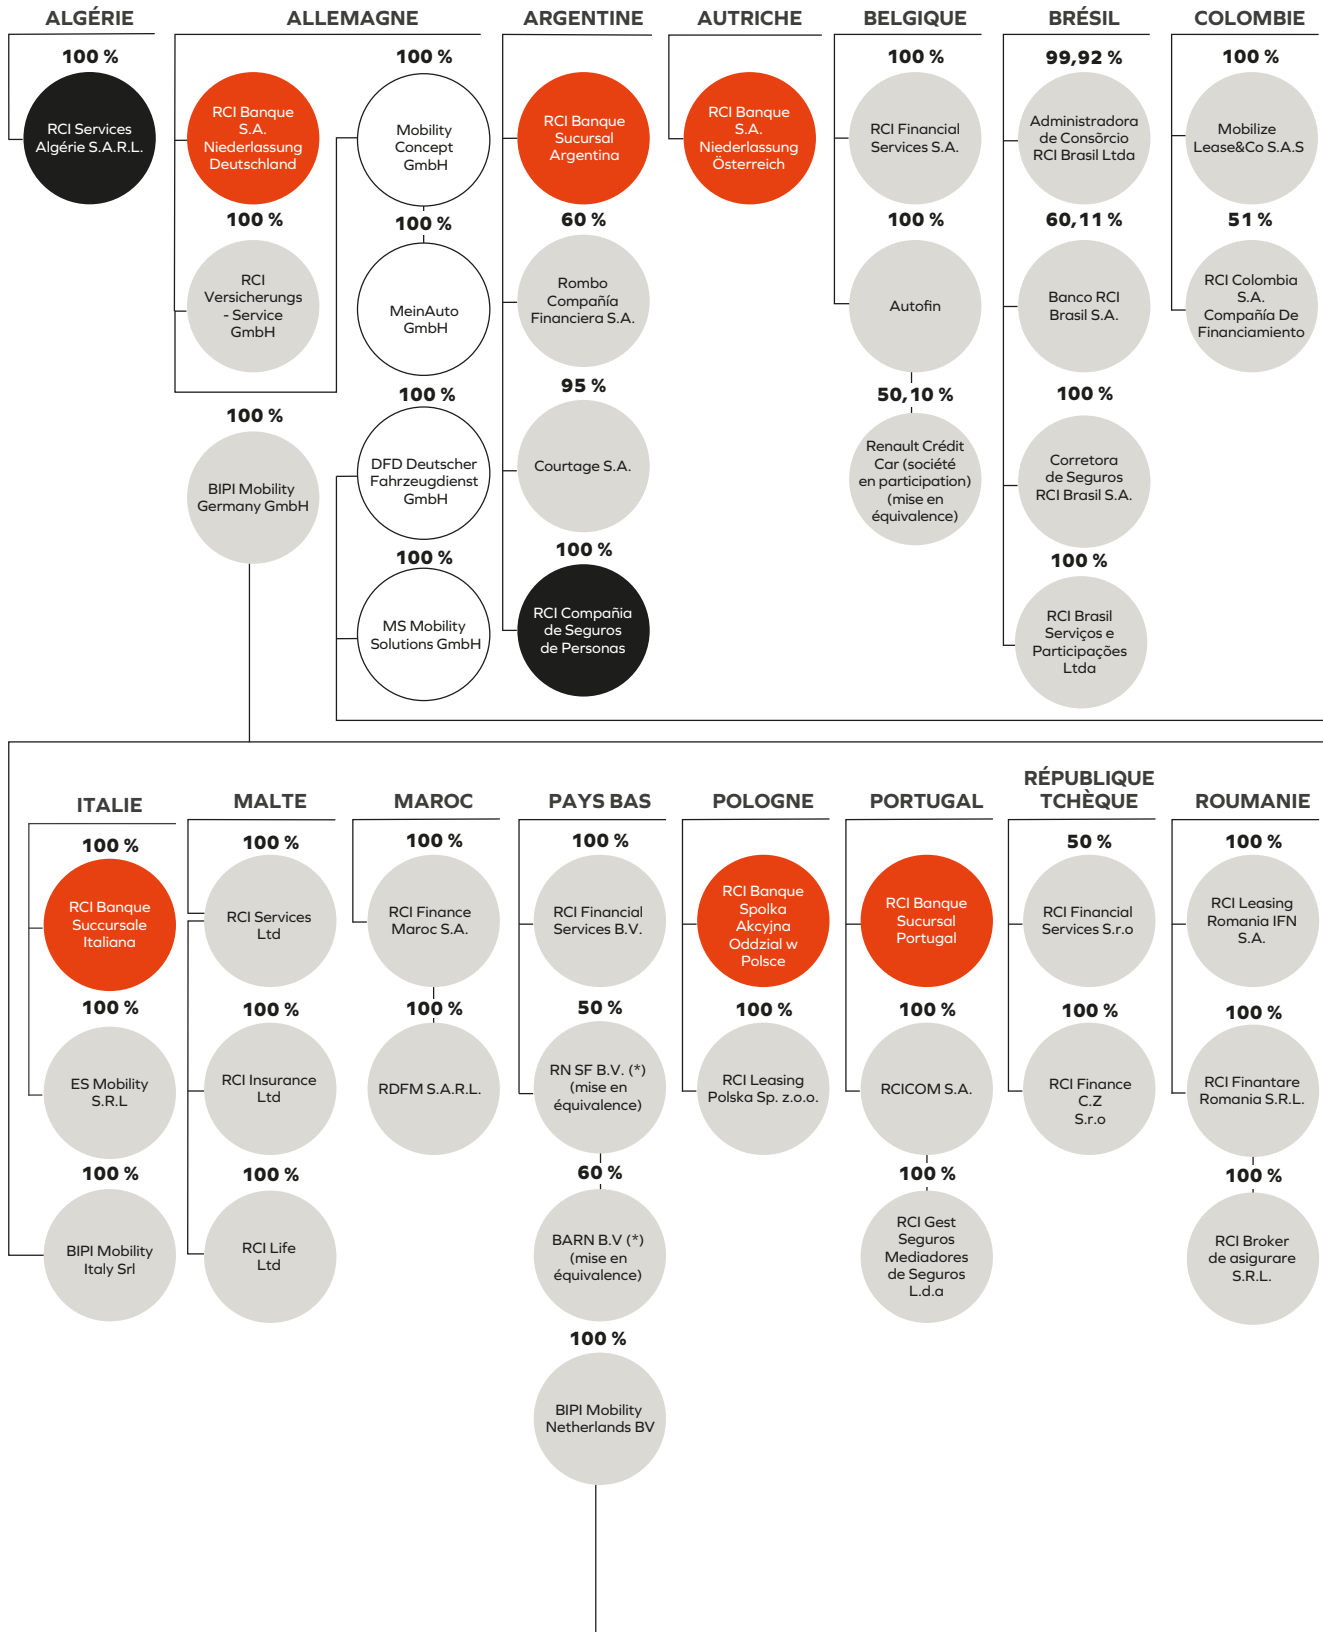 ALGÉRIE
100 %
RCI Services
Algérie S.A.R.L.
ALLEMAGNE
RCI Banque
S.A.
Niederlassung
Deutschland
100 %
RCI
Versicherungs
- Service
GmbH
100 %
BIPI Mobility
Germany GmbH
100 %
Mobility
Concept
GmbH
100 %
MeinAuto
GmbH
100 %
DFD Deutscher
Fahrzeugdienst
GmbH
100 %
MS Mobility
Solutions GmbH
ARGENTINE
RCI Banque
Sucursal
Argentina
60 %
Rombo
Compañía
Financiera S.A.
95 %
Courtage S.A.
100 %
RCI Compañia
de Seguros
de Personas
AUTRICHE
RCI Banque
S.A.
Niederlassung
Österreich
BELGIQUE
100 %
RCI Financial
Services S.A.
100 %
Autofin
50,10 %
Renault Crédit
Car (société
en participation)
(mise en
équivalence)
BRÉSIL
99,92 %
Administradora
de Consõrcio
RCI Brasil Ltda
60,11 %
Banco RCI
Brasil S.A.
100 %
Corretora
de Seguros
RCI Brasil S.A.
100 %
RCI Brasil
Serviços e
Participações
Ltda
COLOMBIE
100 %
Mobilize
Lease&Co S.A.S
51 %
RCI Colombia
S.A.
Compañía De
Financiamiento
ITALIE
100 %
RCI Banque
Succursale
Italiana
100 %
ES Mobility
S.R.L
100 %
BIPI Mobility
Italy Srl
MALTE
100 %
RCI Services
Ltd
100 %
RCI Insurance
Ltd
100 %
RCI Life
Ltd
MAROC
100 %
RCI Finance
Maroc S.A.
100 %
RDFM S.A.R.L.
PAYS BAS
100 %
RCI Financial
Services B.V.
50 %
RN SF B.V. (*)
(mise en
équivalence)
60 %
BARN B.V (*)
(mise en
équivalence)
100 %
BIPI Mobility
Netherlands BV
POLOGNE
RCI Banque
Spolka
Akcyjna
Oddzial w
Polsce
100 %
RCI Leasing
Polska Sp. z.o.o.
PORTUGAL
RCI Banque
Sucursal
Portugal
100 %
RCICOM S.A.
100 %
RCI Gest
Seguros
Mediadores
de Seguros
L.d.a
RÉPUBLIQUE
TCHÈQUE
50 %
RCI Financial
Services S.r.o
100 %
RCI Finance
C.Z
S.r.o
ROUMANIE
100 %
RCI Leasing
Romania IFN
S.A.
100 %
RCI Finantare
Romania S.R.L.
100 %
RCI Broker
de asigurare
S.R.L.